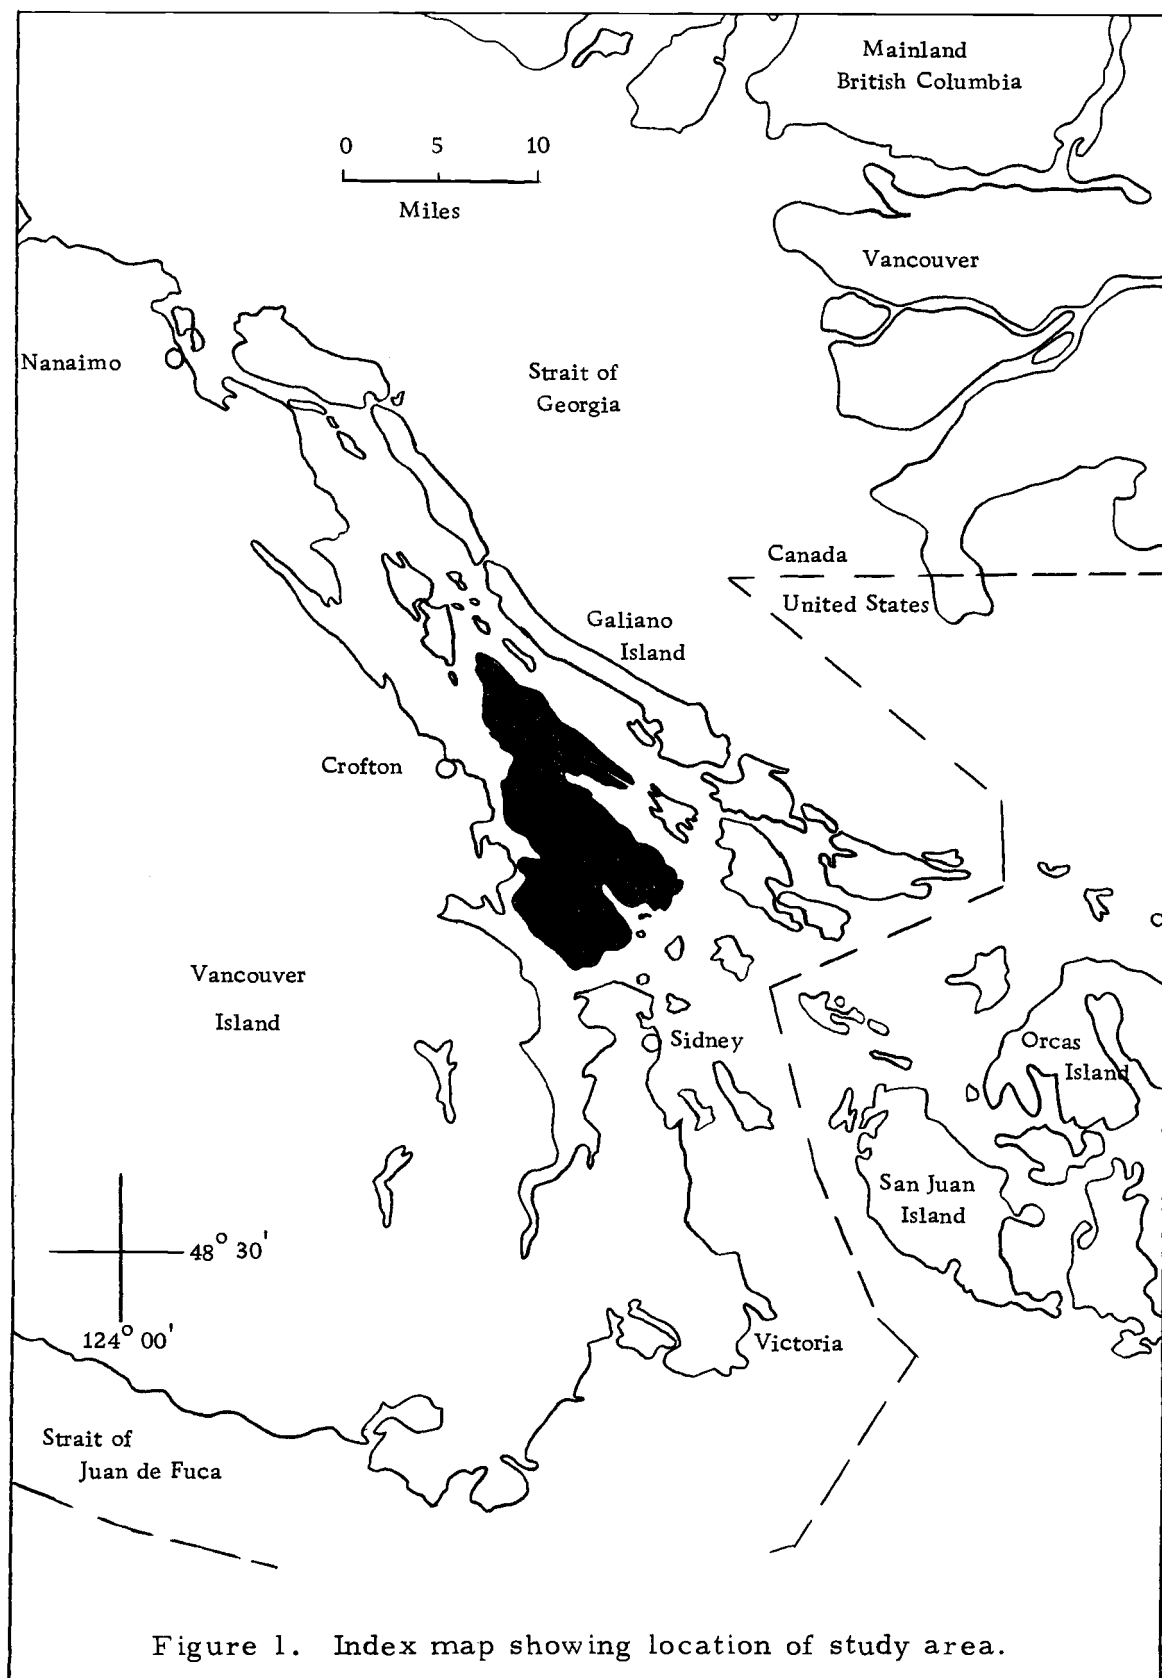 Mainland
British Columbia
0 5 10
Miles
Vancouver
Nanaimo
Strait of
Georgia
Canada
United States
Galiano
Island
Crofton
Vancouver
Island
Sidney
Orcas
Island
San Juan
Island
48° 30'
124° 00'
Victoria
Strait of
Juan de Fuca
Figure 1. Index map showing location of study area.